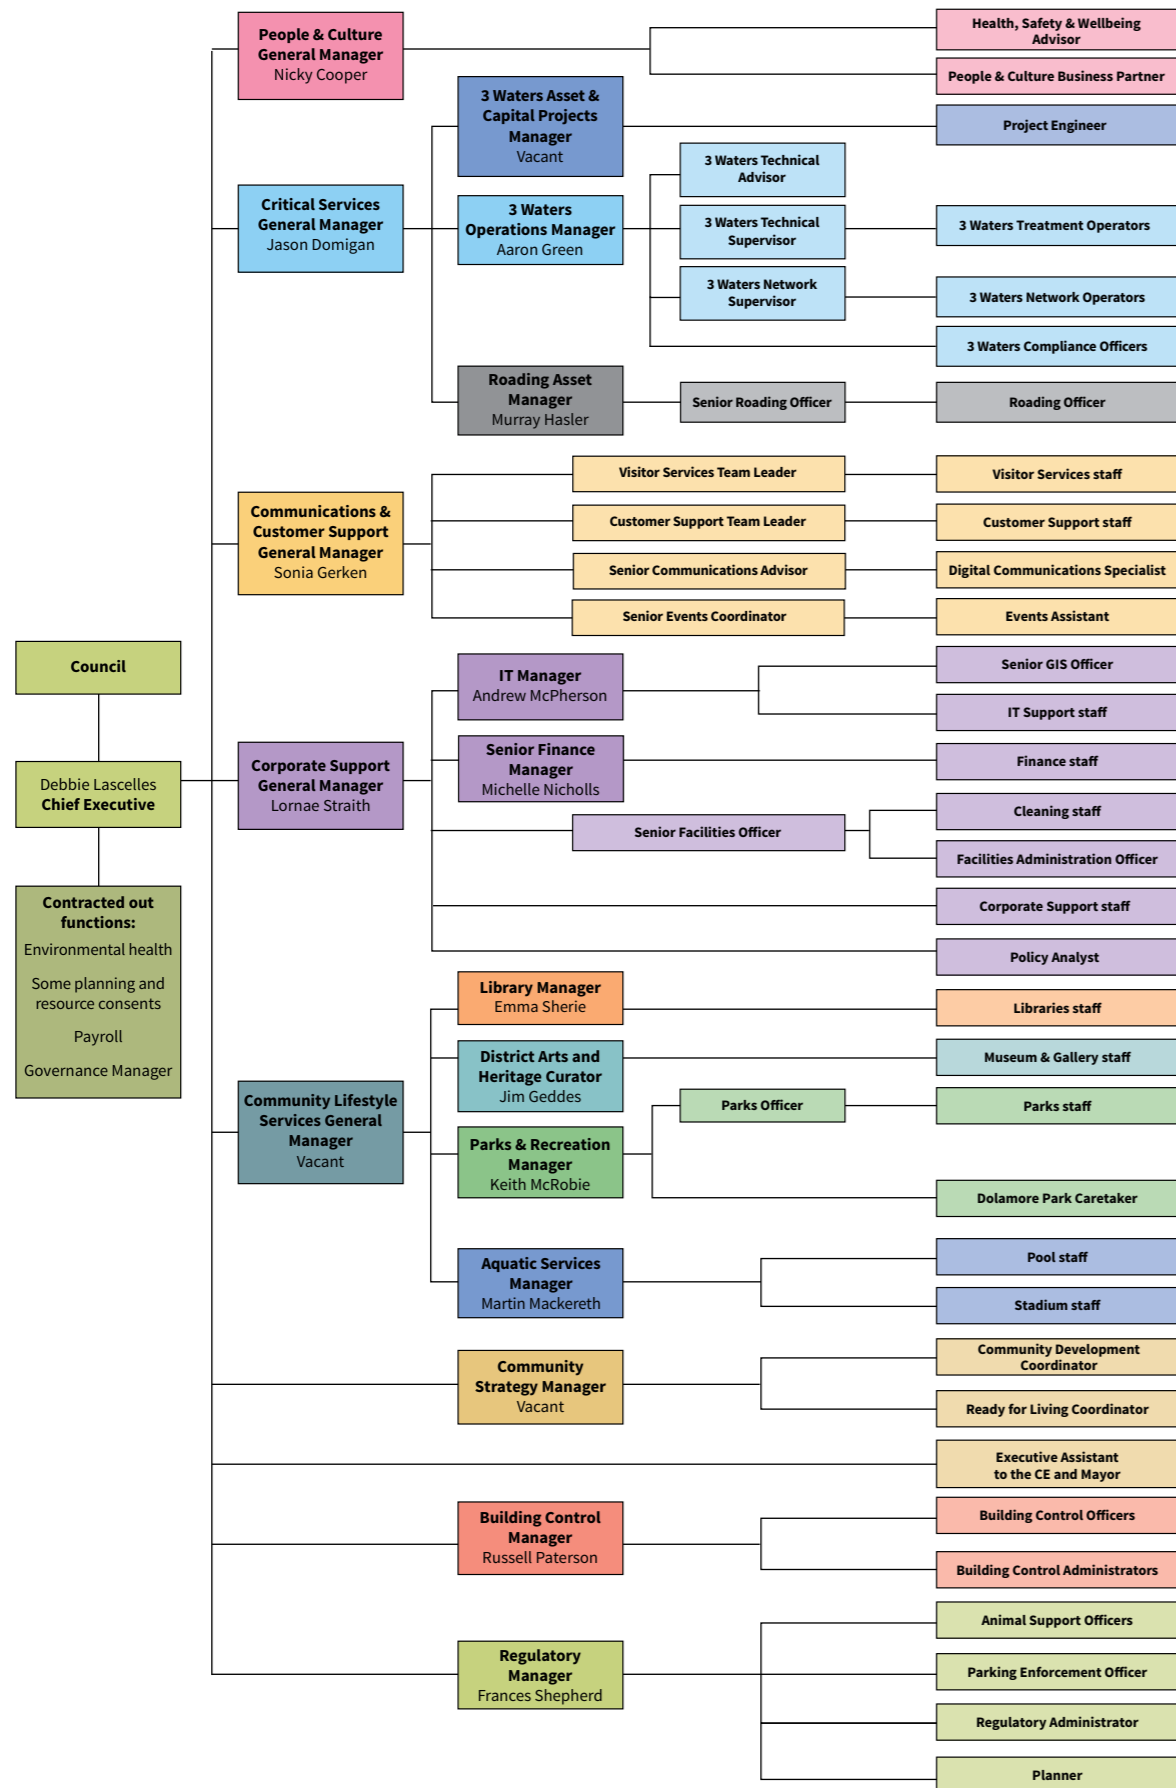 People & Culture
General Manager
Nicky Cooper
Health, Safety & Wellbeing
Advisor
People & Culture Business Partner
3 Waters Asset &
Capital Projects
Manager
Vacant
Project Engineer
Critical Services
General Manager
Jason Domigan
3 Waters
Operations Manager
Aaron Green
3 Waters Technical
Advisor
3 Waters Technical
Supervisor
3 Waters Treatment Operators
3 Waters Network
Supervisor
3 Waters Network Operators
3 Waters Compliance Officers
Roading Asset
Manager
Murray Hasler
Senior Roading Officer
Roading Officer
Communications &
Customer Support
General Manager
Sonia Gerken
Visitor Services Team Leader
Visitor Services staff
Customer Support Team Leader
Customer Support staff
Senior Communications Advisor
Digital Communications Specialist
Senior Events Coordinator
Events Assistant
Council
Debbie Lascelles
Chief Executive
Contracted out
functions:
Environmental health
Some planning and
resource consents
Payroll
Governance Manager
Corporate Support
General Manager
Lornae Straith
IT Manager
Andrew McPherson
Senior GIS Officer
IT Support staff
Senior Finance
Manager
Michelle Nicholls
Finance staff
Senior Facilities Officer
Cleaning staff
Facilities Administration Officer
Corporate Support staff
Policy Analyst
Community Lifestyle
Services General
Manager
Vacant
Library Manager
Emma Sherie
Libraries staff
District Arts and
Heritage Curator
Jim Geddes
Museum & Gallery staff
Parks & Recreation
Manager
Keith McRobie
Parks Officer
Parks staff
Dolamore Park Caretaker
Aquatic Services
Manager
Martin Mackereth
Pool staff
Stadium staff
Community
Strategy Manager
Vacant
Community Development
Coordinator
Ready for Living Coordinator
Executive Assistant
to the CE and Mayor
Building Control
Manager
Russell Paterson
Building Control Officers
Building Control Administrators
Regulatory
Manager
Frances Shepherd
Animal Support Officers
Parking Enforcement Officer
Regulatory Administrator
Planner